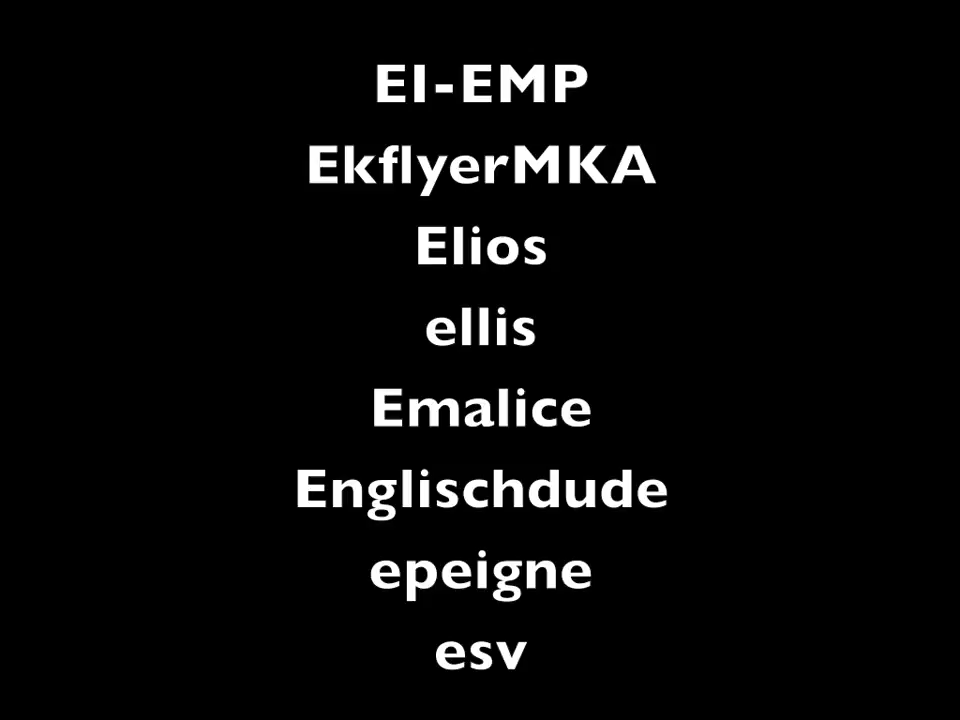 EI-EMP
EkflyerMKA
Elios
ellis
Emalice
Englischdude
epeigne
esv